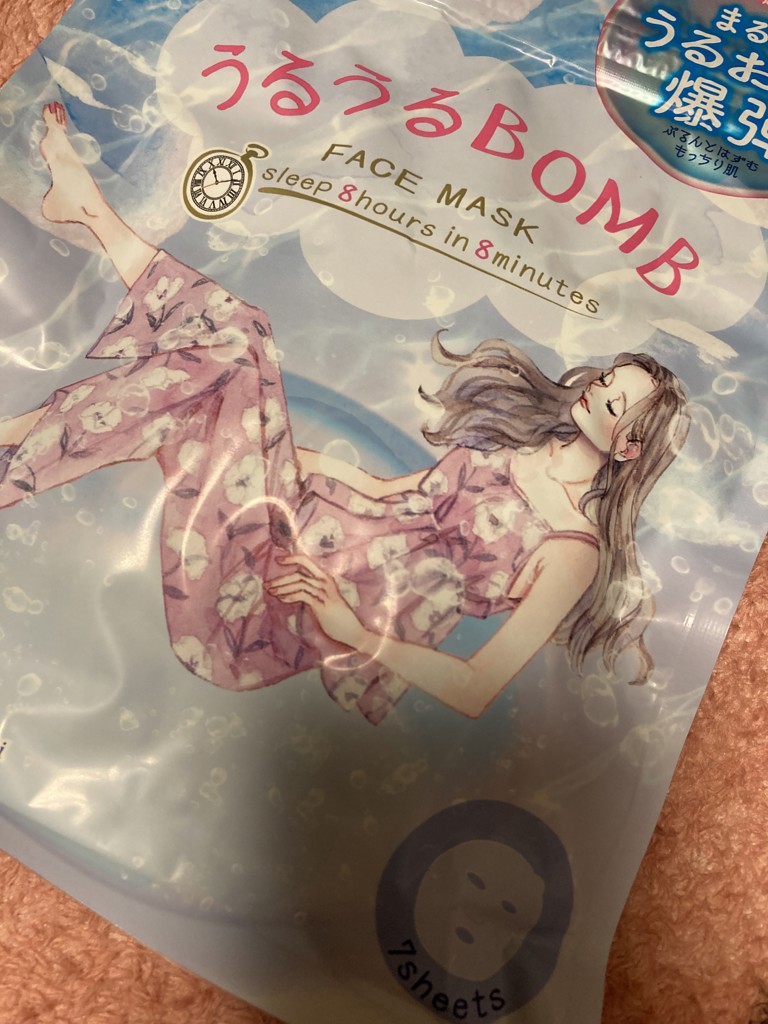 うるうるBOMB
FACE MASK
sleep 8hours in 8minutes
まる
うるお
爆弾
ぷるんとはずむ
もっちり肌
7sheets